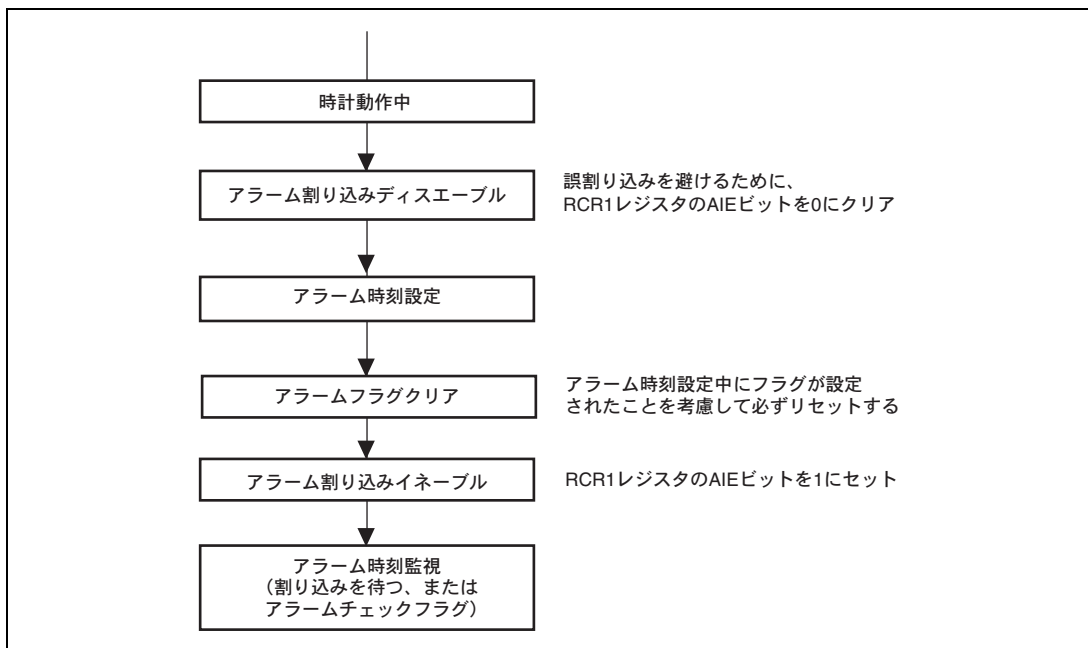 時計動作中
アラーム割り込みディスエーブル
誤割り込みを避けるために、
RCR1レジスタのAIEビットを0にクリア
アラーム時刻設定
アラームフラグクリア
アラーム時刻設定中にフラグが設定
されたことを考慮して必ずリセットする
アラーム割り込みイネーブル
RCR1レジスタのAIEビットを1にセット
アラーム時刻監視
（割り込みを待つ、または
アラームチェックフラグ）